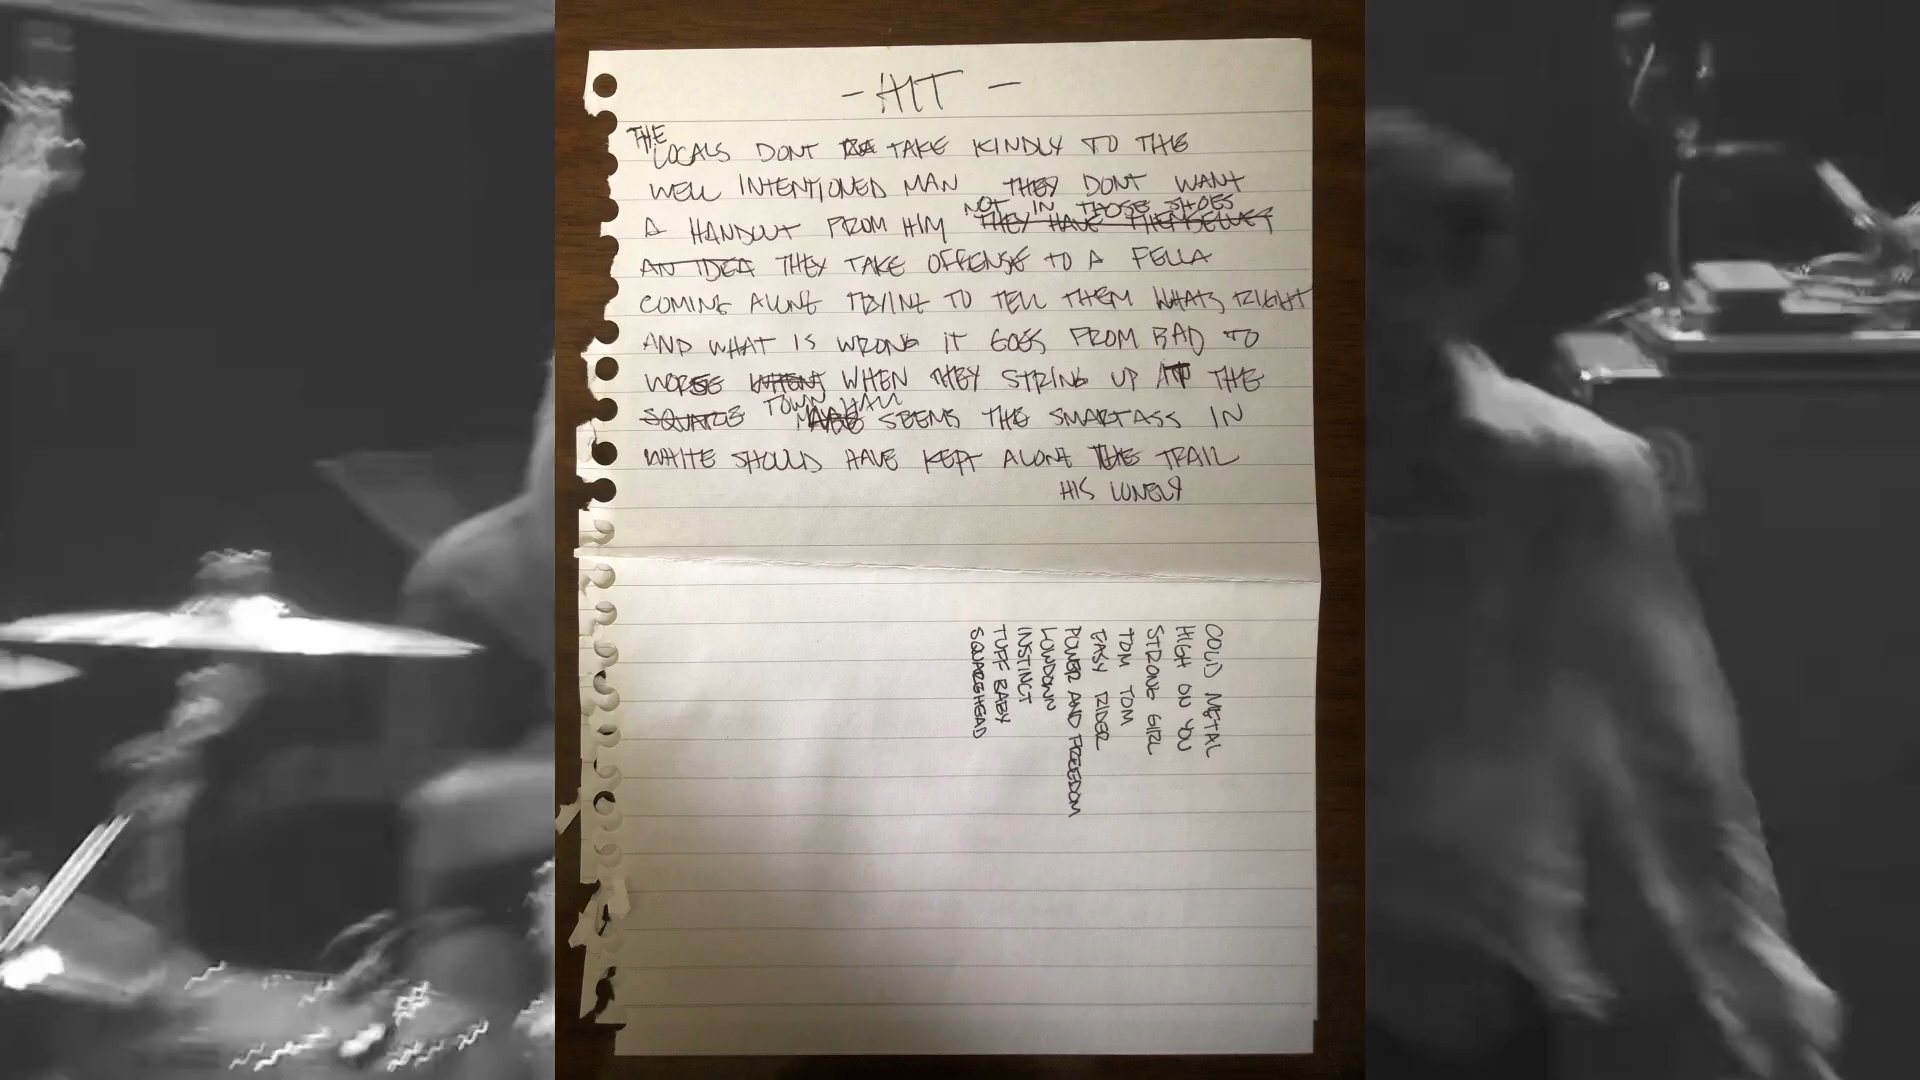 - HIT -
THE LOCALS DONT TAKE KINDLY TO THE
WELL INTENTIONED MAN THEY DONT WANT
NOT IN THOSE SHOES
A HANDOUT FROM HIM THEY HAVE THEMSELVES
AN IDEA THEY TAKE OFFENSE TO A FELLA
COMING ALONG TRYING TO TELL THEM WHATS RIGHT
AND WHAT IS WRONG IT GOES FROM BAD TO
WORSE WHEN THEY STRING UP AT THE
TOWN HALL
SQUARE SEEMS THE SMARTASS IN
WHITE SHOULD HAVE KEPT ALONG THE TRAIL
HIS LONELY
COLD METAL
HIGH ON YOU
STRONG GIRL
TOM TOM
EASY RIDER
POWER AND FREEDOM
LOWDOWN
INSTINCT
TUFF BABY
SQUAREHEAD